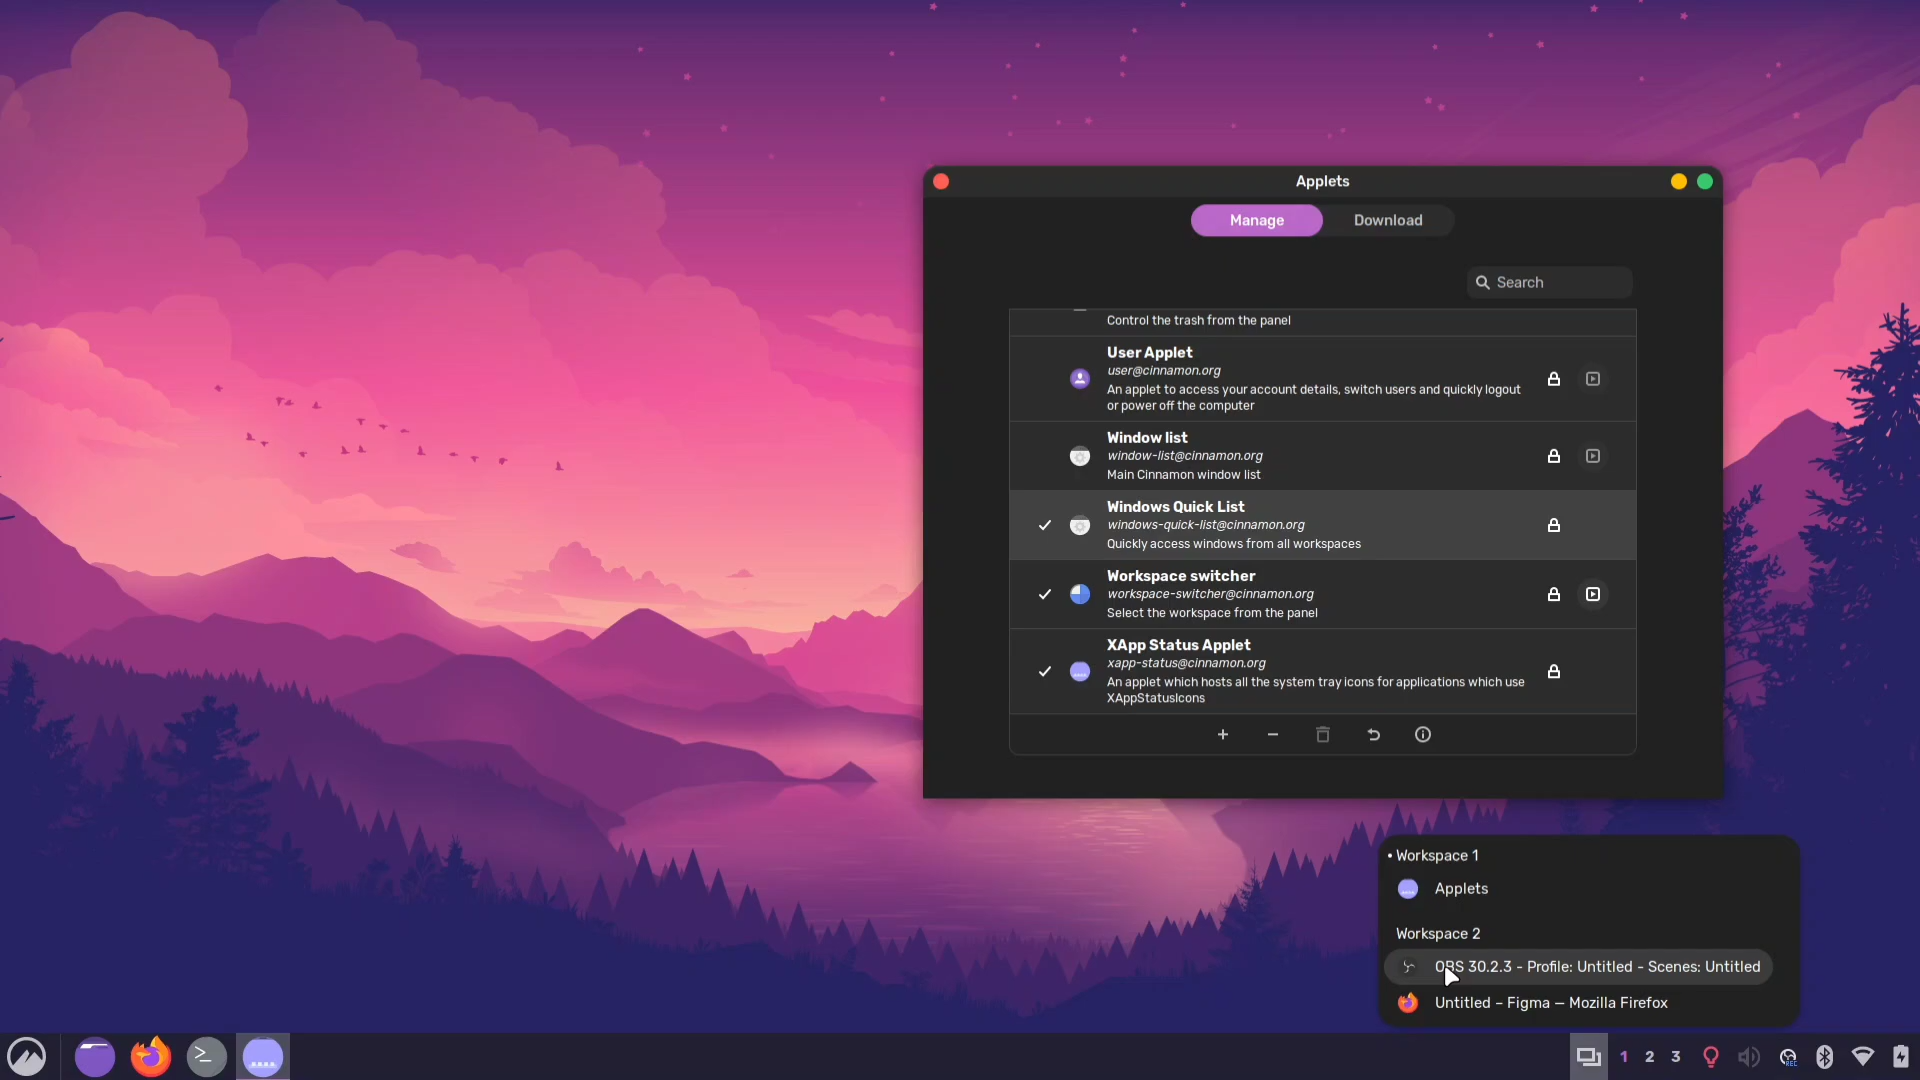 Applets
Manage
Download
Search
Control the trash from the panel
User Applet
user@cinnamon.org
An applet to access your account details, switch users and quickly logout
or power off the computer
Window list
window-list@cinnamon.org
Main Cinnamon window list
Windows Quick List
windows-quick-list@cinnamon.org
Quickly access windows from all workspaces
Workspace switcher
workspace-switcher@cinnamon.org
Select the workspace from the panel
XApp Status Applet
xapp-status@cinnamon.org
An applet which hosts all the system tray icons for applications which use
XAppStatusIcons
• Workspace 1
Applets
Workspace 2
OBS 30.2.3 - Profile: Untitled - Scenes: Untitled
Untitled – Figma — Mozilla Firefox
1 2 3
REC